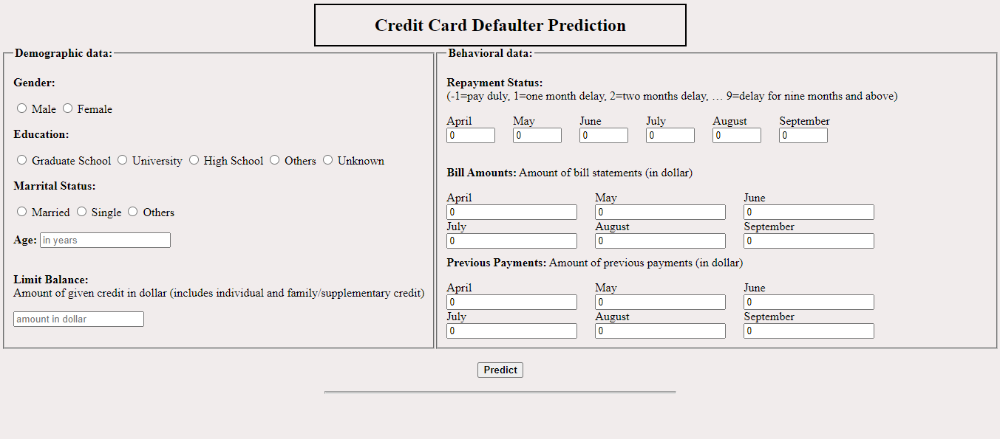 Credit Card Defaulter Prediction
Demographic data:
Gender:
Male Female
Education:
Graduate School University High School Others Unknown
Marrital Status:
Married Single Others
Age: in years
Limit Balance:
Amount of given credit in dollar (includes individual and family/supplementary credit)
amount in dollar
Behavioral data:
Repayment Status:
(-1=pay duly, 1=one month delay, 2=two months delay, … 9=delay for nine months and above)
April May June July August September
0 0 0 0 0 0
Bill Amounts: Amount of bill statements (in dollar)
April May June
0 0 0
July August September
0 0 0
Previous Payments: Amount of previous payments (in dollar)
April May June
0 0 0
July August September
0 0 0
Predict